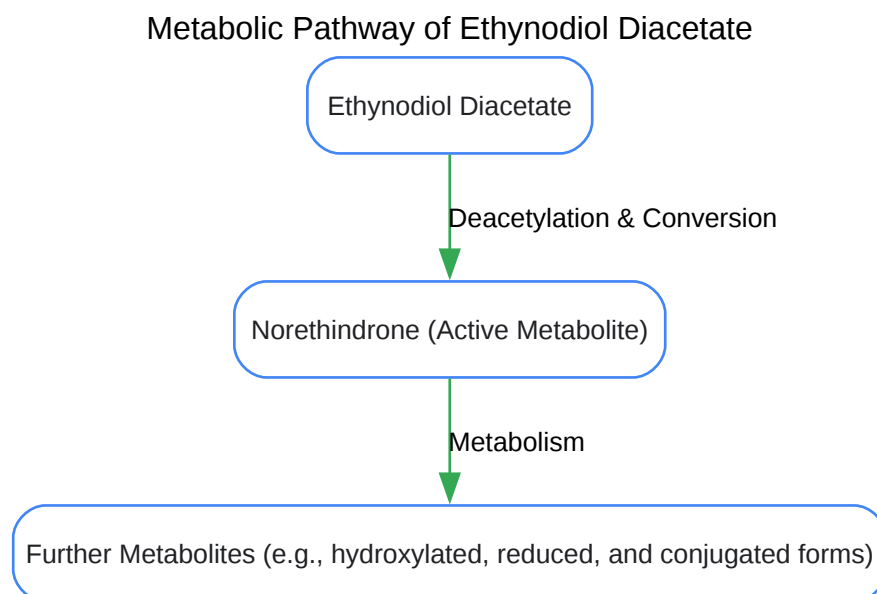 Metabolic Pathway of Ethynodiol Diacetate
Ethynodiol Diacetate
Deacetylation & Conversion
Norethindrone (Active Metabolite)
Metabolism
Further Metabolites (e.g., hydroxylated, reduced, and conjugated forms)